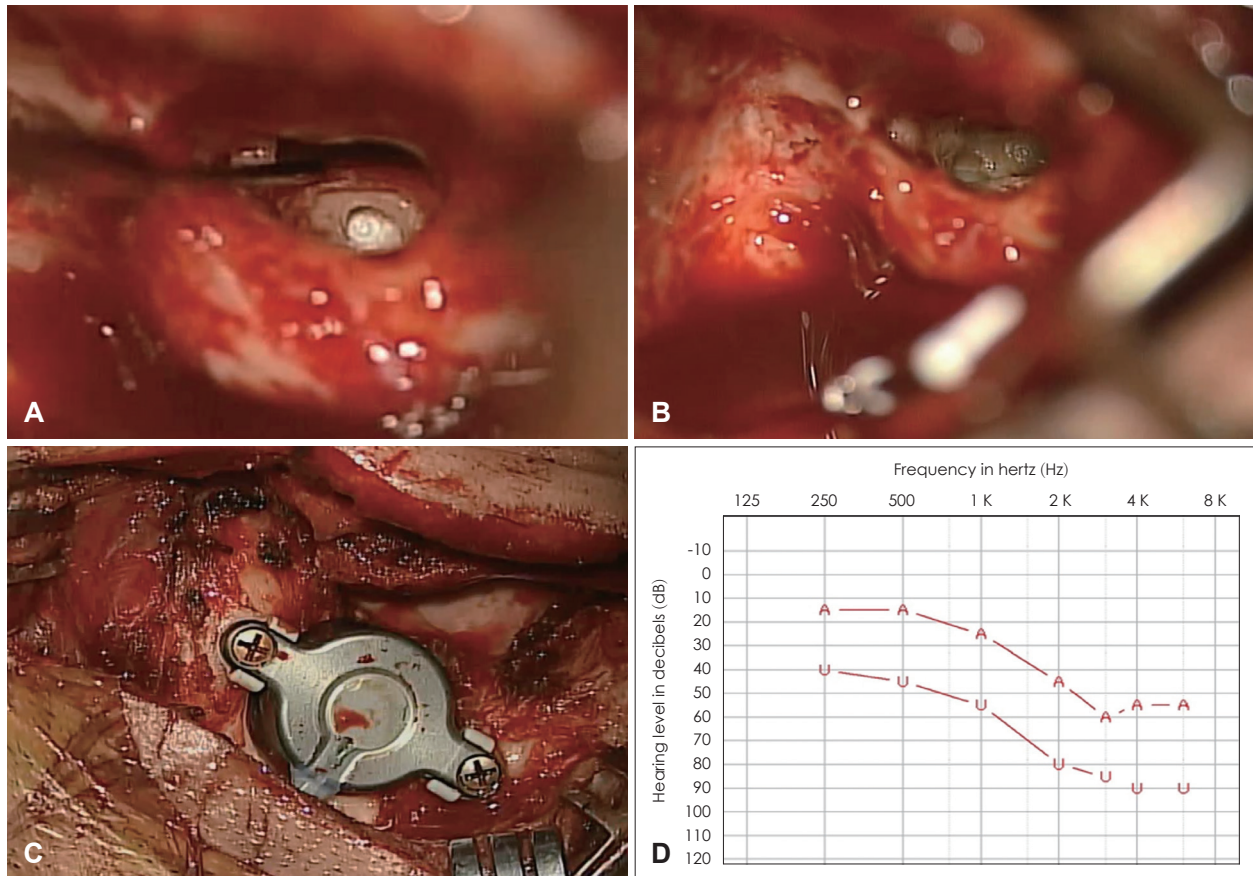 A
B
C
Frequency in hertz (Hz)
125 250 500 1 K 2 K 4 K 8 K
Hearing level in decibels (dB)
-10
0
10
20
30
40
50
60
70
80
90
100
110
120
A A A A A A A
U U U U U U U
D